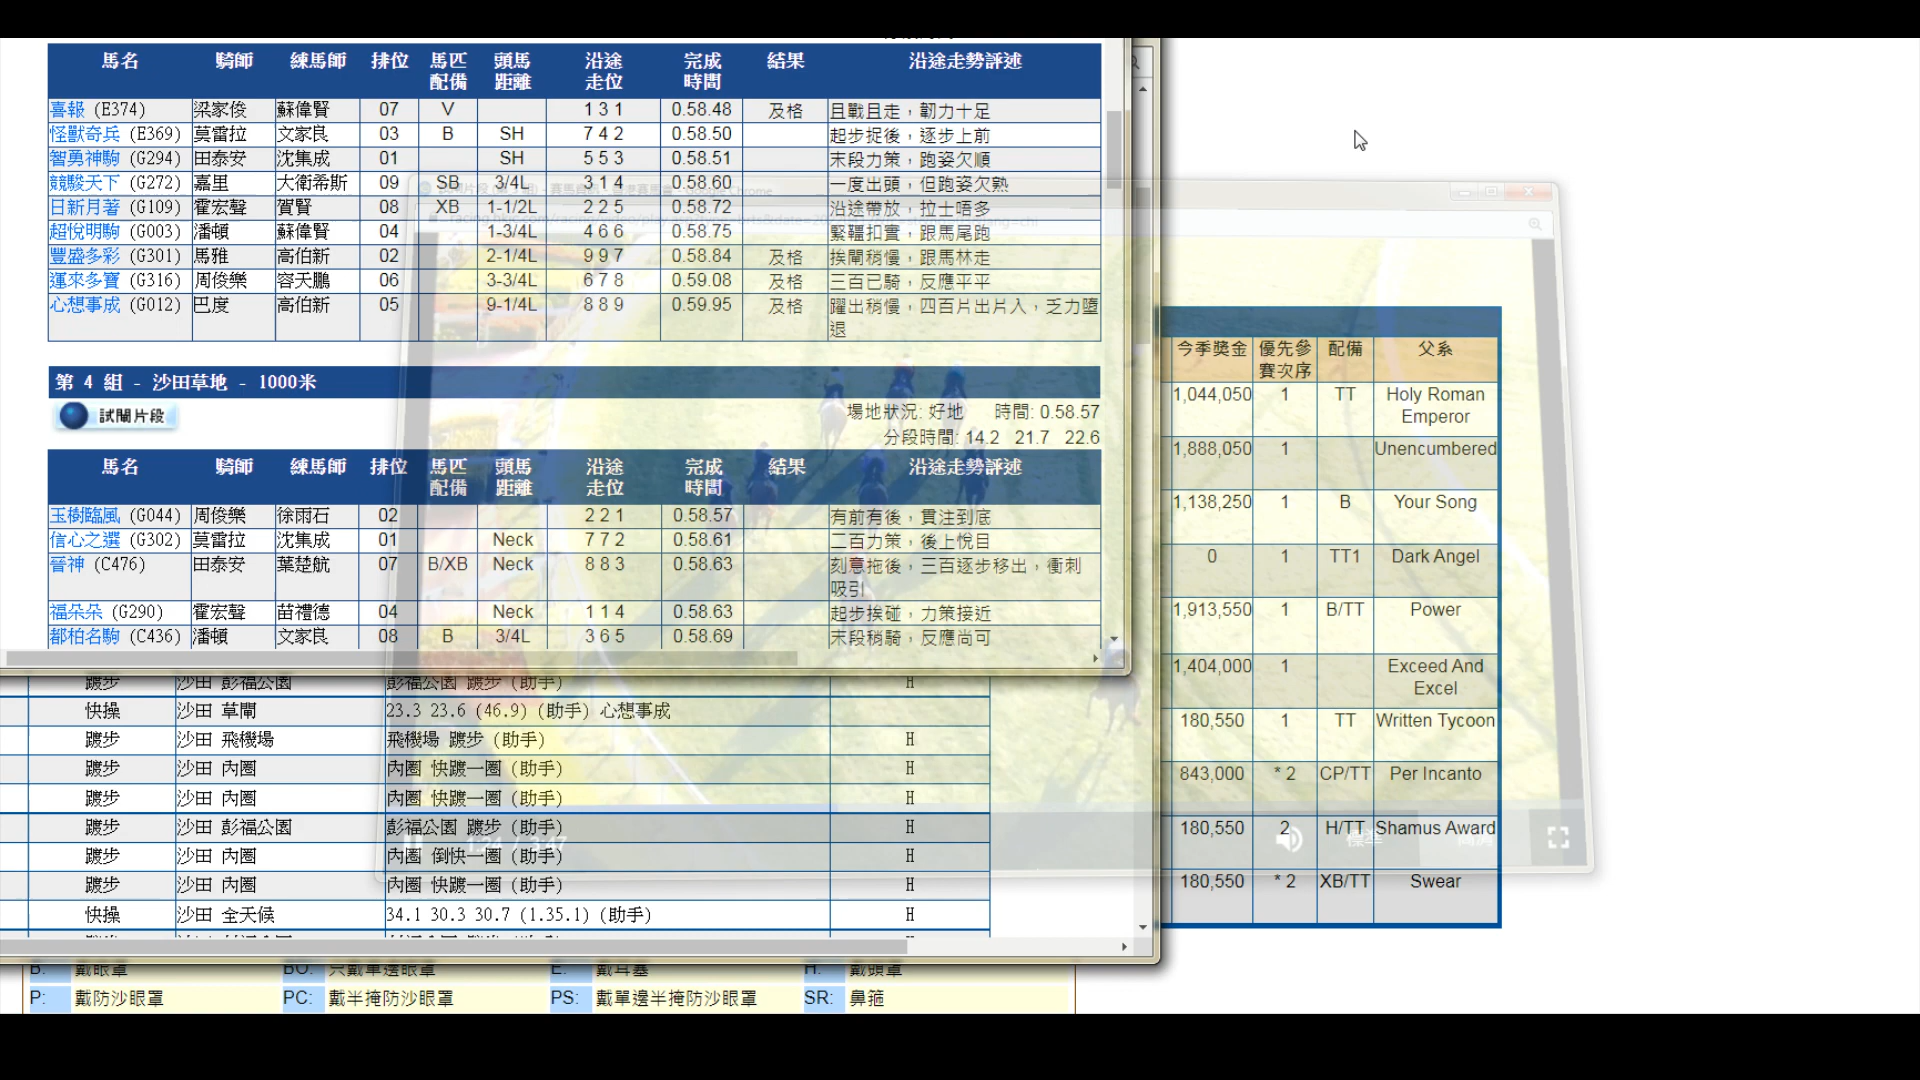 馬名 騎師 練馬師 排位 馬匹配備 頭馬距離 沿途走位 完成時間 結果 沿途走勢評述
喜報 (E374) 梁家俊 蘇偉賢 07 V 1 3 1 0.58.48 及格 且戰且走，韌力十足
怪獸奇兵 (E369) 莫雷拉 文家良 03 B SH 7 4 2 0.58.50 起步捉後，逐步上前
智勇神駒 (G294) 田泰安 沈集成 01 SH 5 5 3 0.58.51 末段力策，跑姿欠順
競駿天下 (G272) 嘉里 大衛希斯 09 SB 3/4L 3 1 4 0.58.60 一度出頭，但跑姿欠熟
日新月著 (G109) 霍宏聲 賀賢 08 XB 1-1/2L 2 2 5 0.58.72 沿途帶放，拉士唔多
超悅明駒 (G003) 潘頓 蘇偉賢 04 1-3/4L 4 6 6 0.58.75 緊韁扣實，跟馬尾跑
豐盛多彩 (G301) 馬雅 高伯新 02 2-1/4L 9 9 7 0.58.84 及格 挨閘稍慢，跟馬林走
運來多寶 (G316) 周俊樂 容天鵬 06 3-3/4L 6 7 8 0.59.08 及格 三百已騎，反應平平
心想事成 (G012) 巴度 高伯新 05 9-1/4L 8 8 9 0.59.95 及格 躍出稍慢，四百片出片入，乏力墮
退
第 4 組 - 沙田草地 - 1000米
試閘片段
場地狀況: 好地 時間: 0.58.57
分段時間: 14.2 21.7 22.6
馬名 騎師 練馬師 排位 馬匹配備 頭馬距離 沿途走位 完成時間 結果 沿途走勢評述
玉樹臨風 (G044) 周俊樂 徐雨石 02 2 2 1 0.58.57 有前有後，貫注到底
信心之選 (G302) 莫雷拉 沈集成 01 Neck 7 7 2 0.58.61 二百力策，後上悅目
晉神 (C476) 田泰安 葉楚航 07 B/XB Neck 8 8 3 0.58.63 刻意拖後，三百逐步移出，衝刺
吸引
福朵朵 (G290) 霍宏聲 苗禮德 04 Neck 1 1 4 0.58.63 起步挨碰，力策接近
都柏名駒 (C436) 潘頓 文家良 08 B 3/4L 3 6 5 0.58.69 末段稍騎，反應尚可
踱步 沙田 彭福公園 彭福公園 踱步 (助手) H
快操 沙田 草閘 23.3 23.6 (46.9) (助手) 心想事成
踱步 沙田 飛機場 飛機場 踱步 (助手) H
踱步 沙田 內圈 內圈 快踱一圈 (助手) H
踱步 沙田 內圈 內圈 快踱一圈 (助手) H
踱步 沙田 彭福公園 彭福公園 踱步 (助手) H
踱步 沙田 內圈 內圈 倒快一圈 (助手) H
踱步 沙田 內圈 內圈 快踱一圈 (助手) H
快操 沙田 全天候 34.1 30.3 30.7 (1.35.1) (助手) H
B: 戴眼罩 BO: 只戴單邊眼罩 E: 戴耳塞 H: 戴頭罩
P: 戴防沙眼罩 PC: 戴半掩防沙眼罩 PS: 戴單邊半掩防沙眼罩 SR: 鼻箍
今季獎金 優先參賽次序 配備 父系
1,044,050 1 TT Holy Roman Emperor
1,888,050 1 Unencumbered
1,138,250 1 B Your Song
0 1 TT1 Dark Angel
1,913,550 1 B/TT Power
1,404,000 1 Exceed And Excel
180,550 1 TT Written Tycoon
843,000 * 2 CP/TT Per Incanto
180,550 2 H/TT Shamus Award
180,550 * 2 XB/TT Swear
Google Chrome